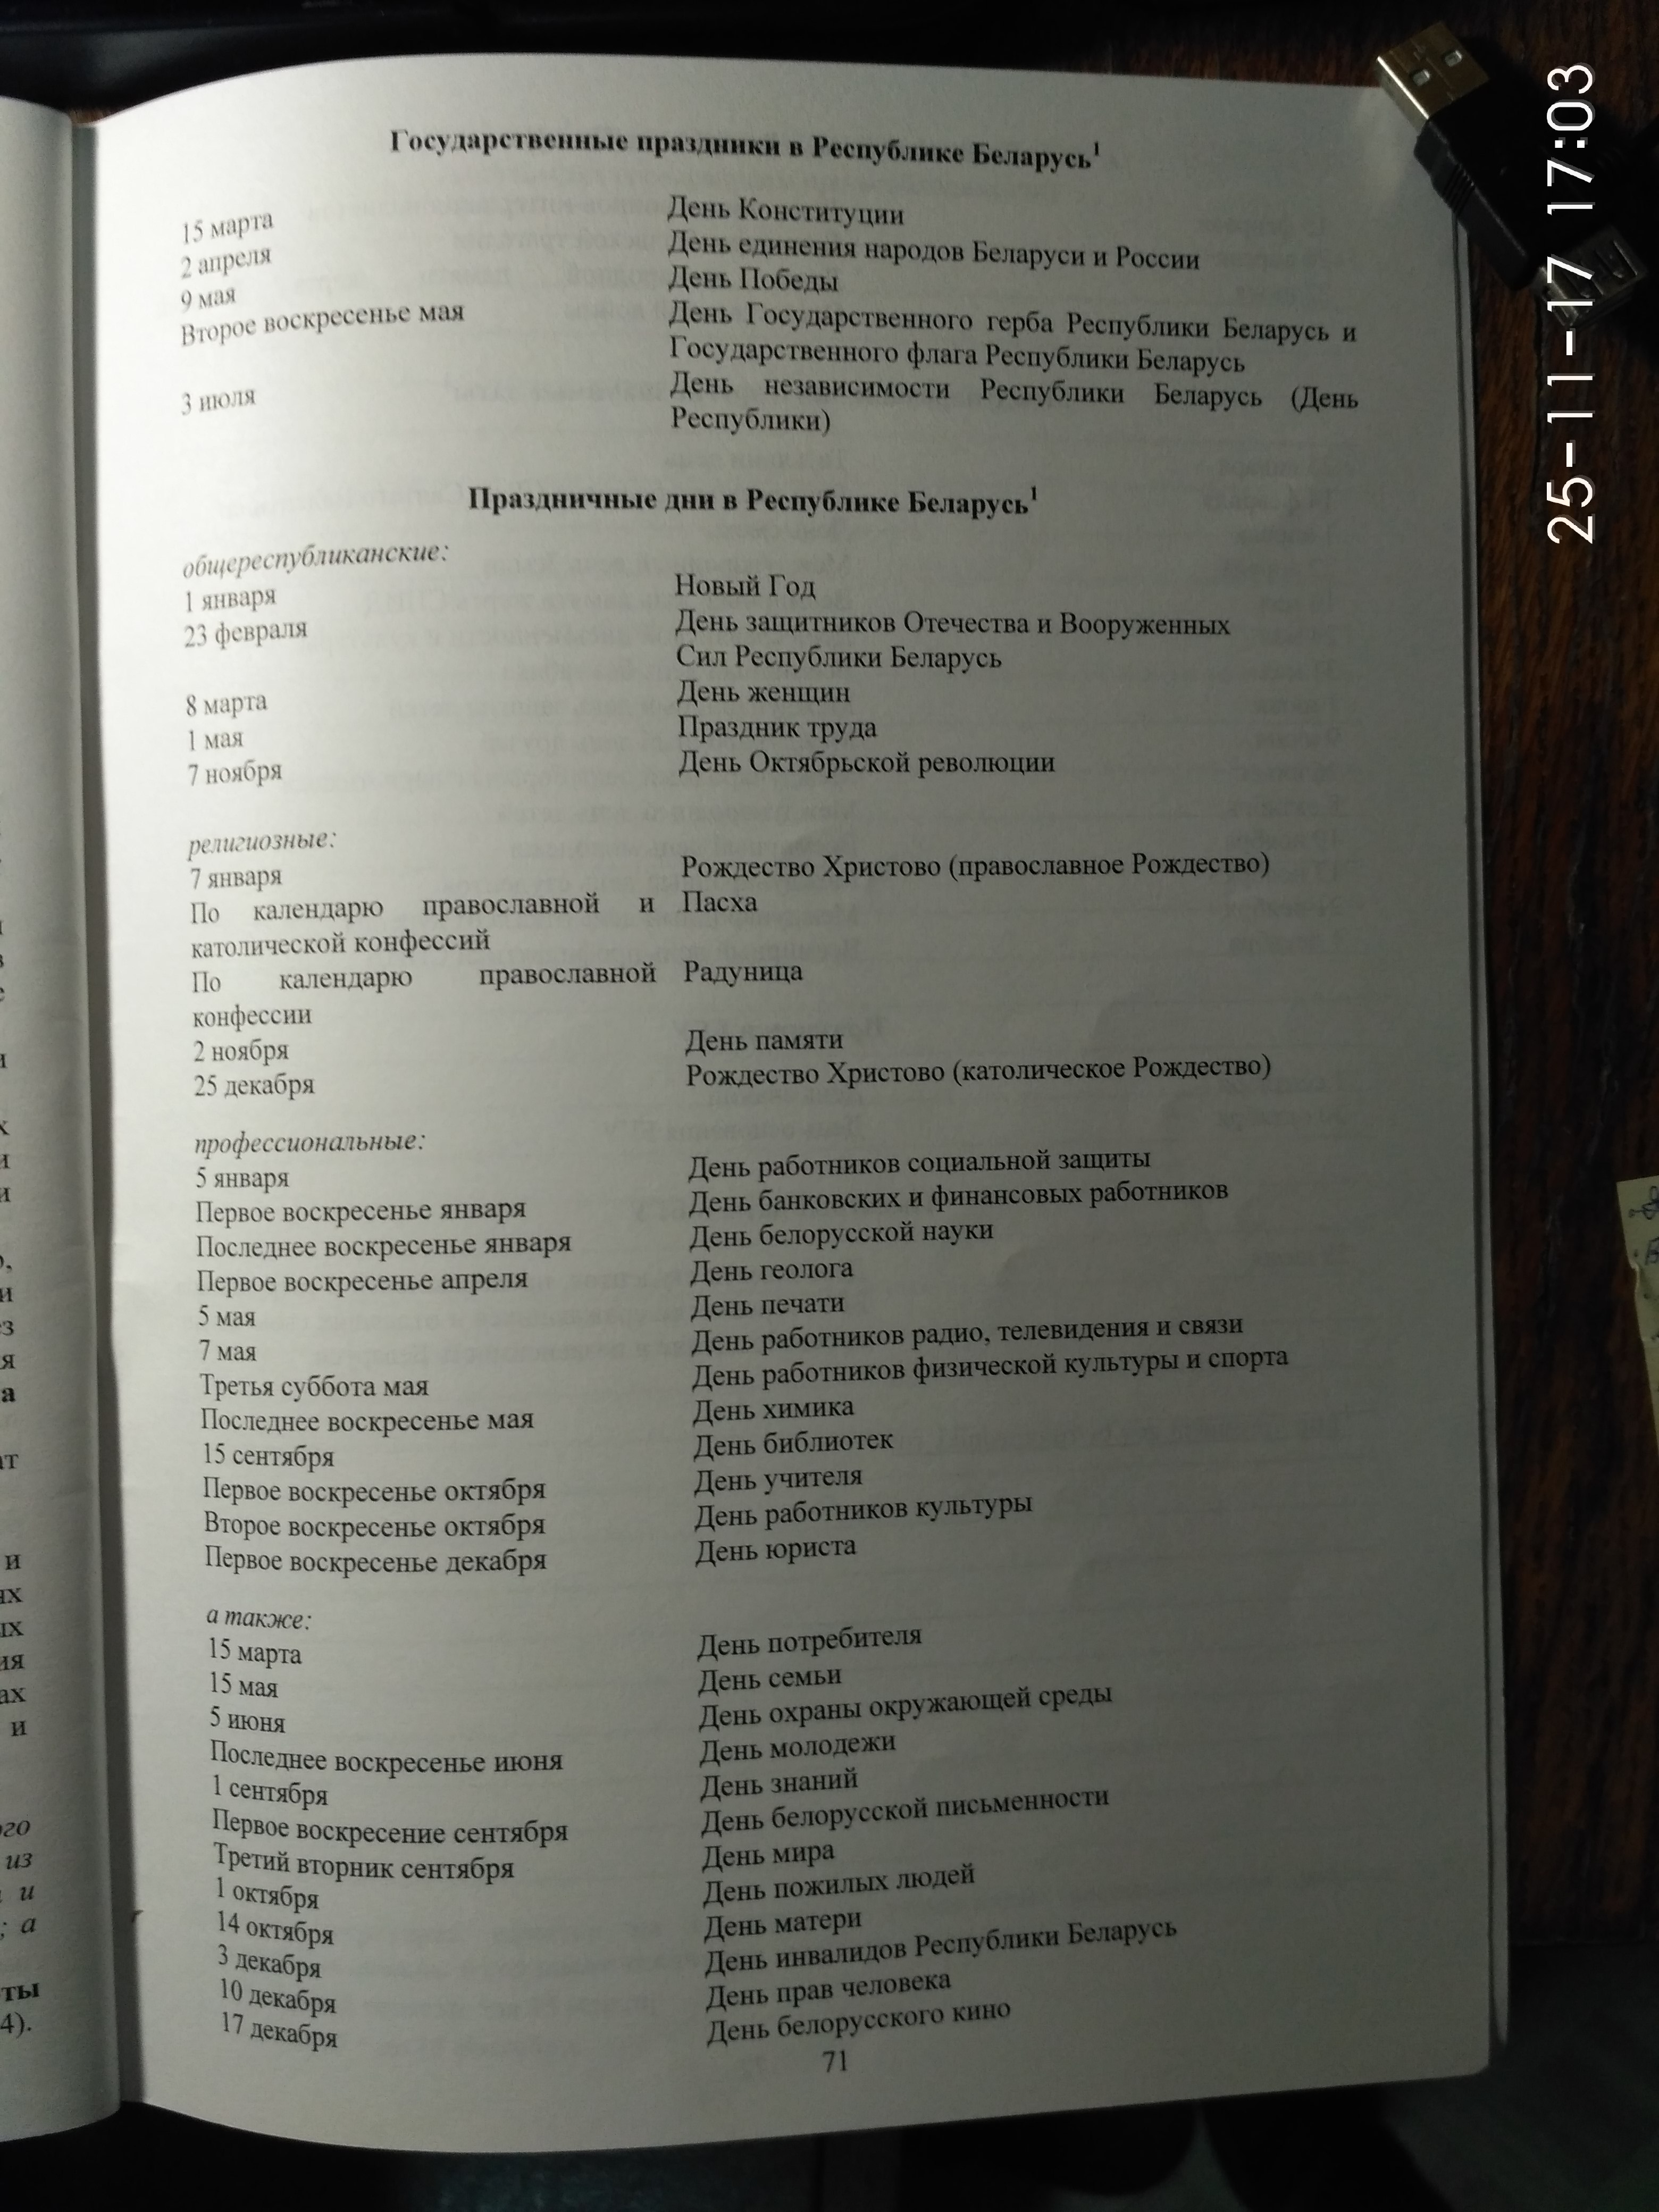 Государственные праздники в Республике Беларусь¹
15 марта День Конституции
2 апреля День единения народов Беларуси и России
9 мая День Победы
Второе воскресенье мая День Государственного герба Республики Беларусь и
Государственного флага Республики Беларусь
3 июля День независимости Республики Беларусь (День
Республики)
Праздничные дни в Республике Беларусь¹
общереспубликанские:
1 января Новый Год
23 февраля День защитников Отечества и Вооруженных
Сил Республики Беларусь
8 марта День женщин
1 мая Праздник труда
7 ноября День Октябрьской революции
религиозные:
7 января Рождество Христово (православное Рождество)
По календарю православной и Пасха
католической конфессий
По календарю православной Радуница
конфессии
2 ноября День памяти
25 декабря Рождество Христово (католическое Рождество)
профессиональные:
5 января День работников социальной защиты
Первое воскресенье января День банковских и финансовых работников
Последнее воскресенье января День белорусской науки
Первое воскресенье апреля День геолога
5 мая День печати
7 мая День работников радио, телевидения и связи
Третья суббота мая День работников физической культуры и спорта
Последнее воскресенье мая День химика
15 сентября День библиотек
Первое воскресенье октября День учителя
Второе воскресенье октября День работников культуры
Первое воскресенье декабря День юриста
а также:
15 марта День потребителя
15 мая День семьи
5 июня День охраны окружающей среды
Последнее воскресенье июня День молодежи
1 сентября День знаний
Первое воскресение сентября День белорусской письменности
Третий вторник сентября День мира
1 октября День пожилых людей
14 октября День матери
3 декабря День инвалидов Республики Беларусь
10 декабря День прав человека
17 декабря День белорусского кино
71
25-11-17 17:03